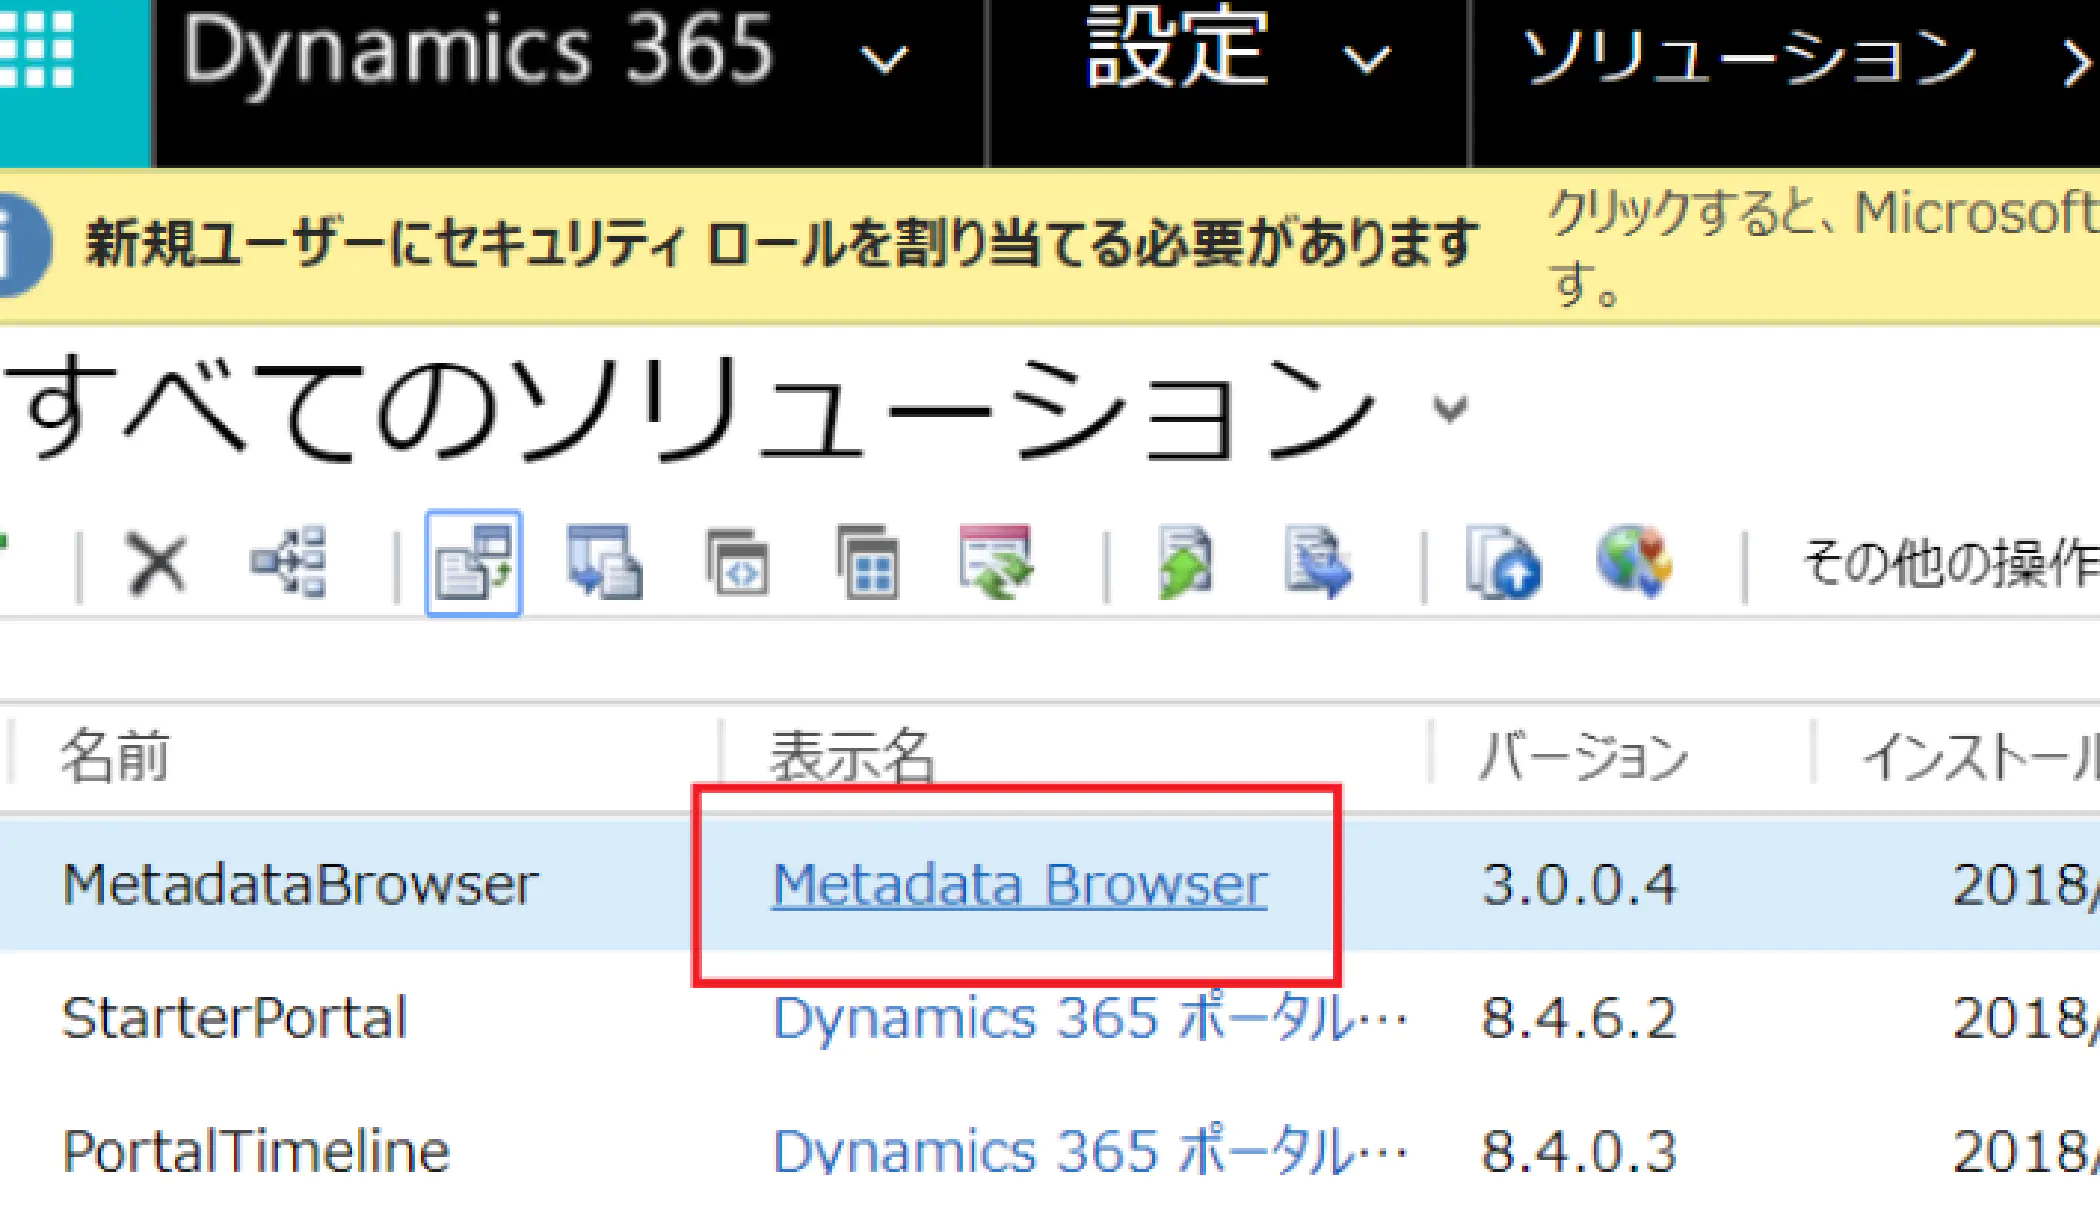 Dynamics 365 設定 ソリューション
新規ユーザーにセキュリティ ロールを割り当てる必要があります クリックすると、Microsoft
す。
すべてのソリューション
その他の操作
名前 表示名 バージョン インストール
MetadataBrowser Metadata Browser 3.0.0.4 2018/
StarterPortal Dynamics 365 ポータル… 8.4.6.2 2018/
PortalTimeline Dynamics 365 ポータル… 8.4.0.3 2018/